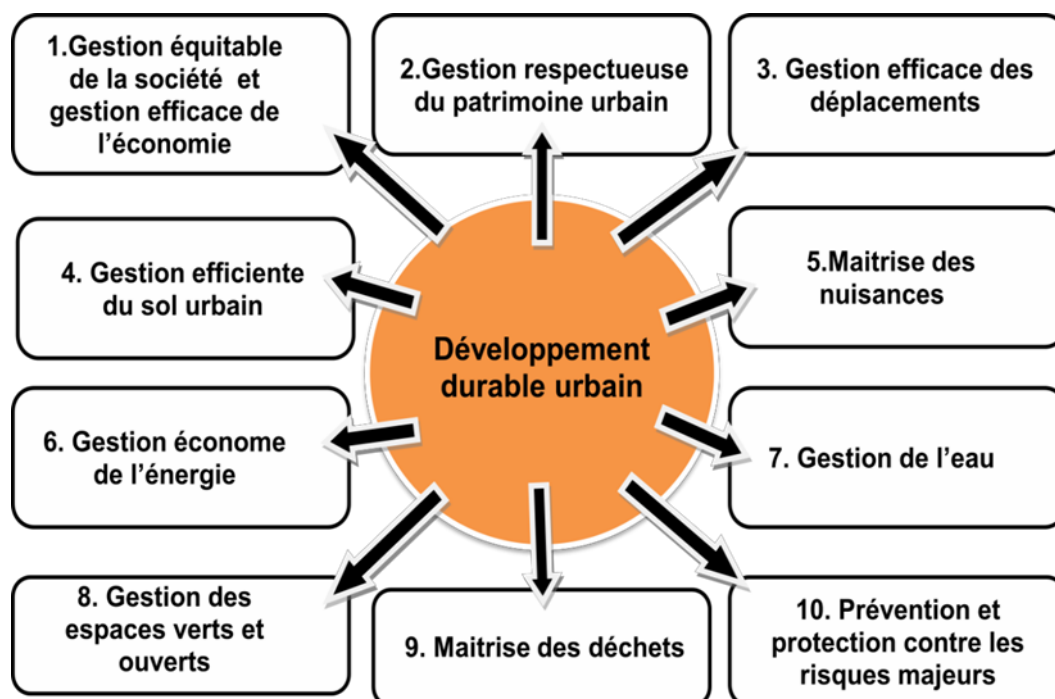 1.Gestion équitable
de la société et
gestion efficace de
l'économie
2.Gestion respectueuse
du patrimoine urbain
3. Gestion efficace des
déplacements
4. Gestion efficiente
du sol urbain
5.Maitrise des
nuisances
Développement
durable urbain
6. Gestion économe
de l'énergie
7. Gestion de l'eau
8. Gestion des
espaces verts et
ouverts
9. Maitrise des déchets
10. Prévention et
protection contre les
risques majeurs